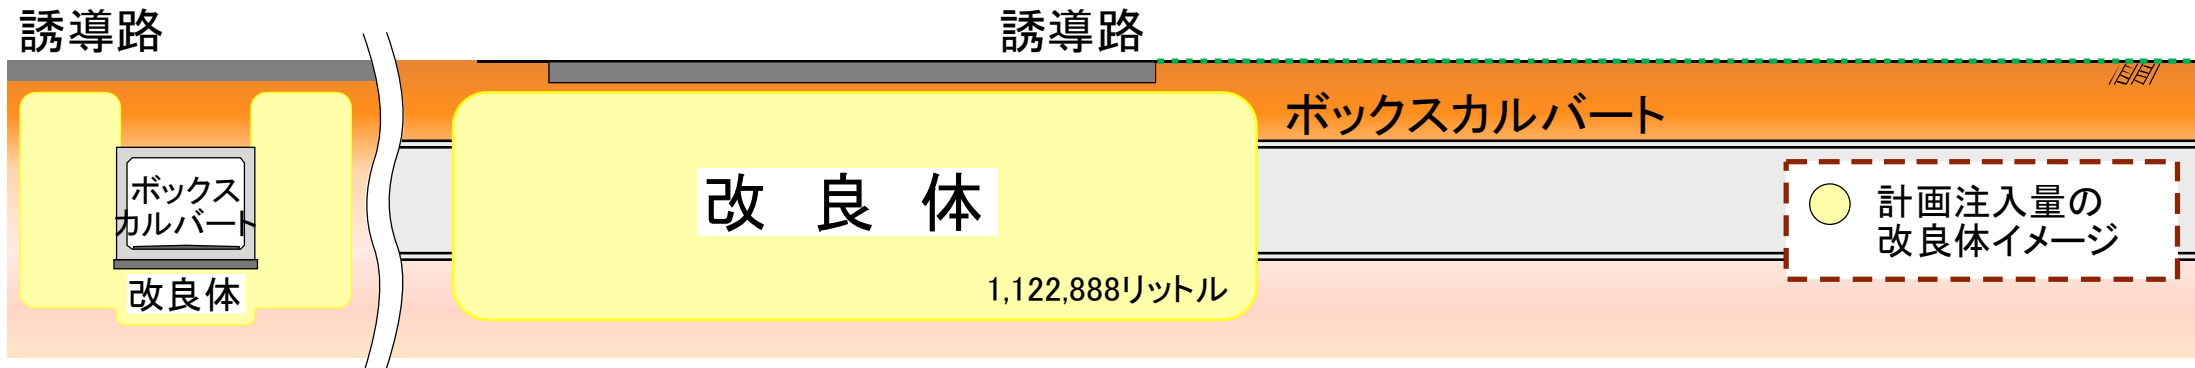 誘導路
誘導路
ボックスカルバート
ボックス
カルバート
改良体
改良体
1,122,888リットル
計画注入量の
改良体イメージ